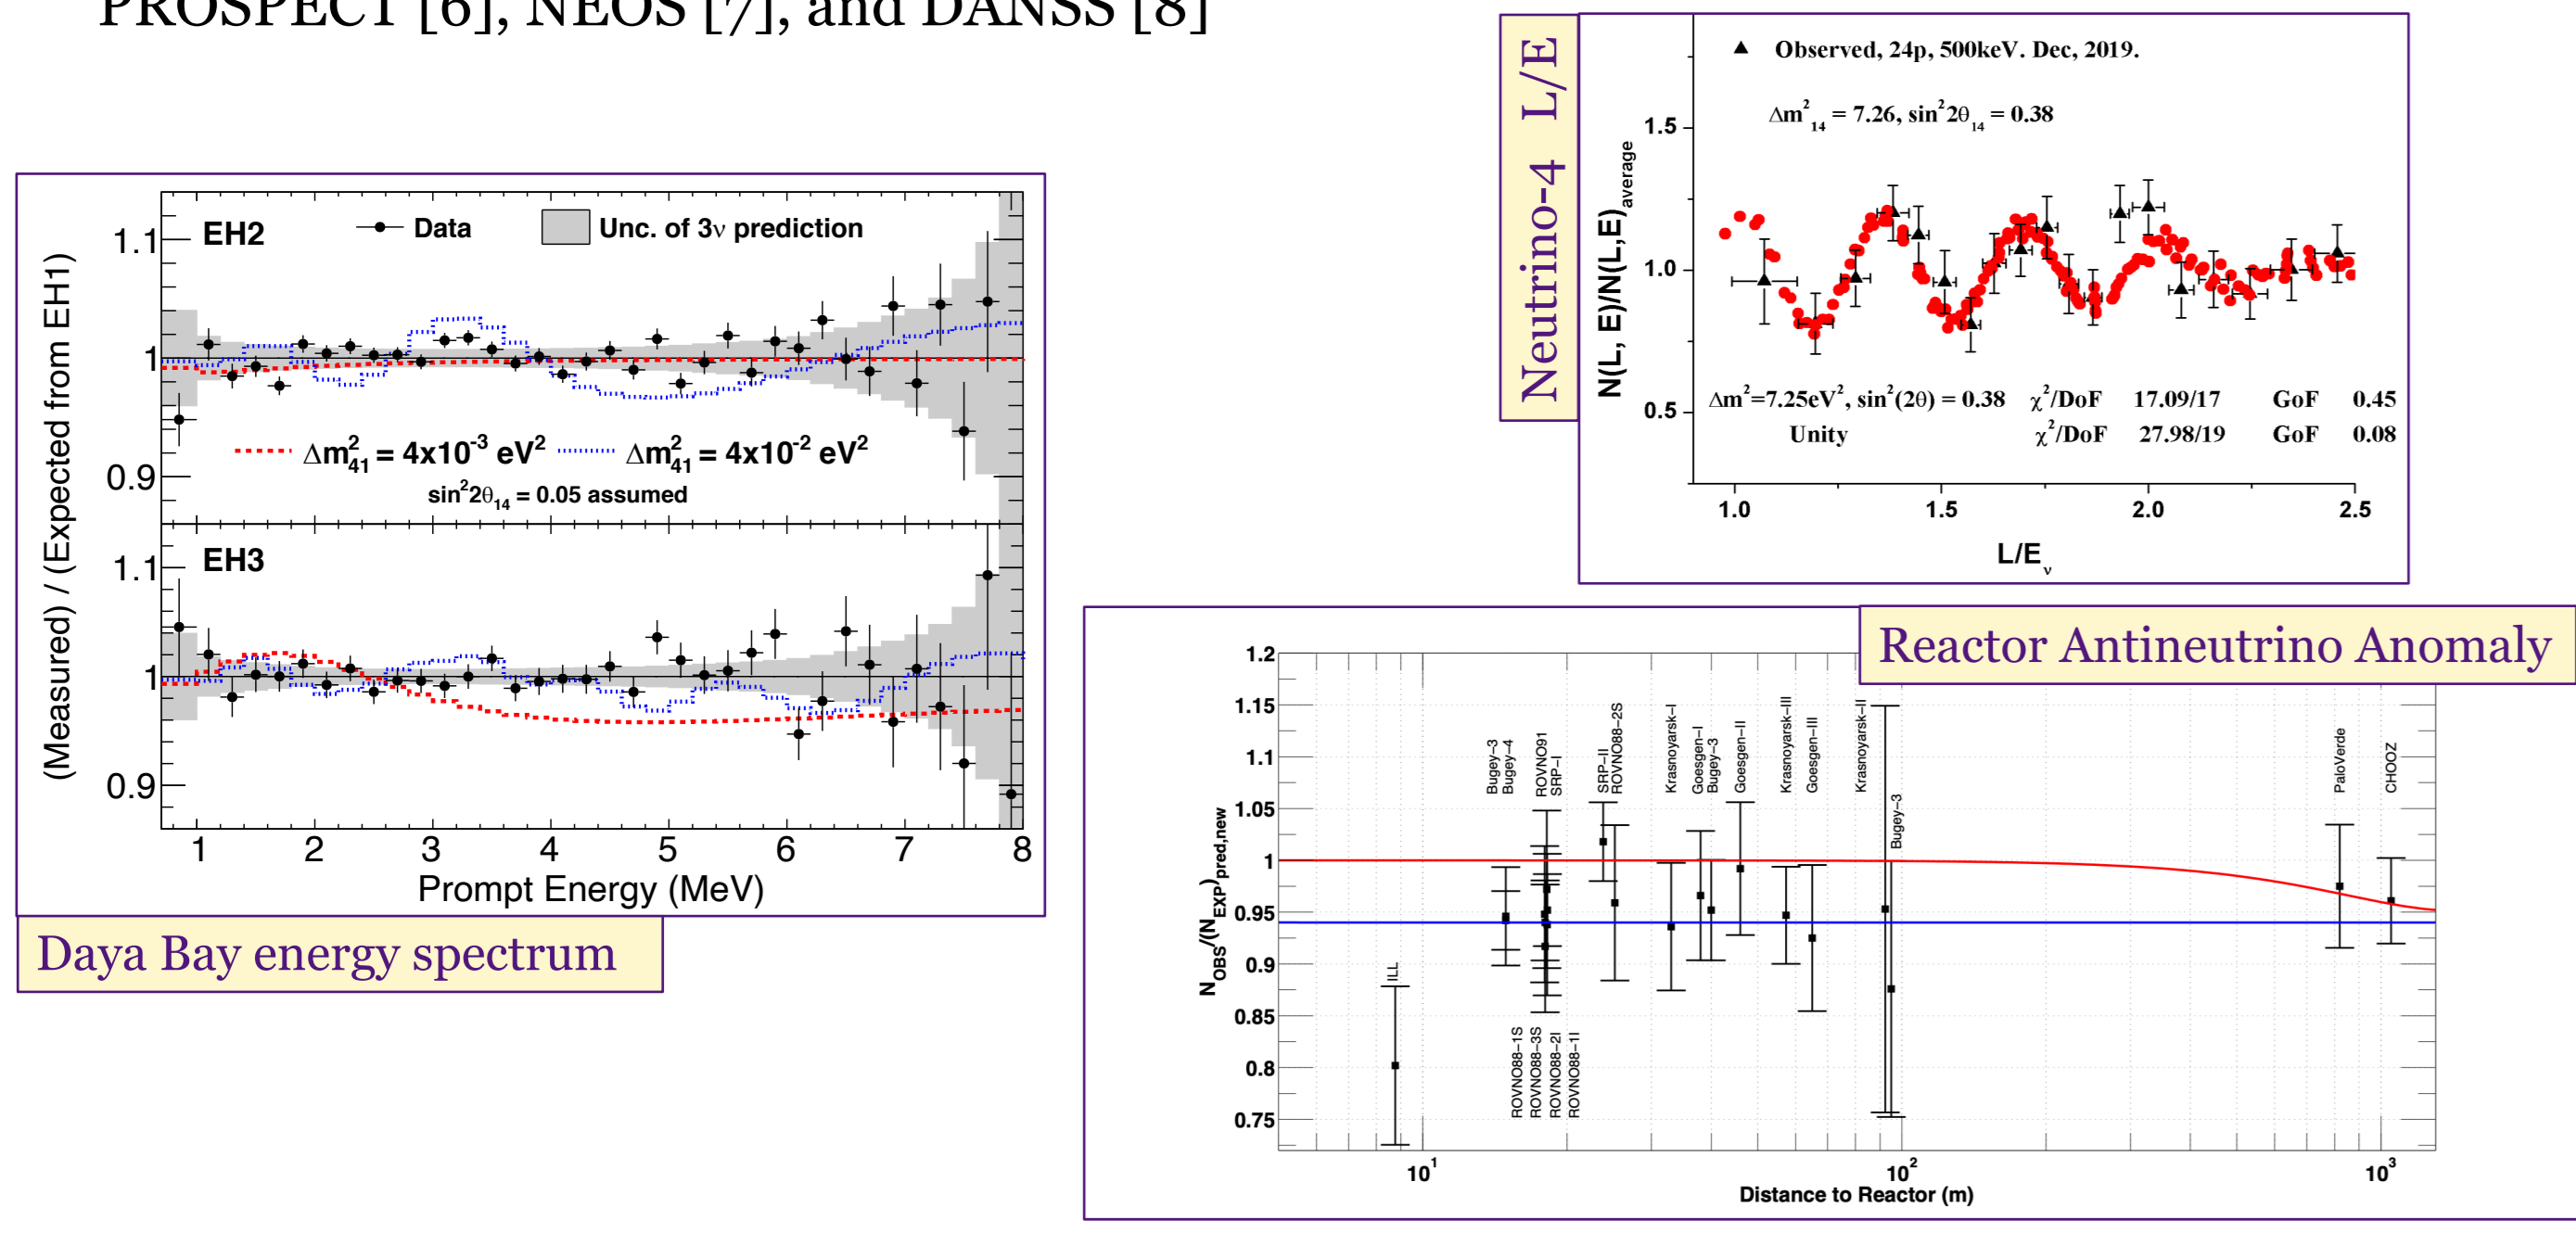 PROSPECT [6], NEOS [7], and DANSS [8]
(Measured) / (Expected from EH1)
EH2
Data
Unc. of 3ν prediction
1.1
1
0.9
Δm²₄₁ = 4x10⁻³ eV²
Δm²₄₁ = 4x10⁻² eV²
sin²2θ₁₄ = 0.05 assumed
EH3
1.1
1
0.9
1 2 3 4 5 6 7 8
Prompt Energy (MeV)
Daya Bay energy spectrum
Neutrino-4 L/E
N(L, E)/N(L,E)average
Observed, 24p, 500keV. Dec, 2019.
Δm²₁₄ = 7.26, sin²2θ₁₄ = 0.38
1.5
1.0
0.5
Δm²=7.25eV², sin²(2θ) = 0.38 χ²/DoF 17.09/17 GoF 0.45
Unity χ²/DoF 27.98/19 GoF 0.08
1.0 1.5 2.0 2.5
L/Eν
Reactor Antineutrino Anomaly
N_OBS/(N_EXP)pred,new
1.2
1.15
1.1
1.05
1
0.95
0.9
0.85
0.8
0.75
ILL
Bugey−3
Bugey−4
ROVNO91
SRP−I
SRP−II
ROVNO88−2S
Krasnoyarsk−I
Goesgen−I
Bugey−3
Goesgen−II
Krasnoyarsk−III
Goesgen−III
Krasnoyarsk−II
Bugey−3
PaloVerde
CHOOZ
ROVNO88−1S
ROVNO88−3S
ROVNO88−2I
ROVNO88−1I
10¹ 10² 10³
Distance to Reactor (m)